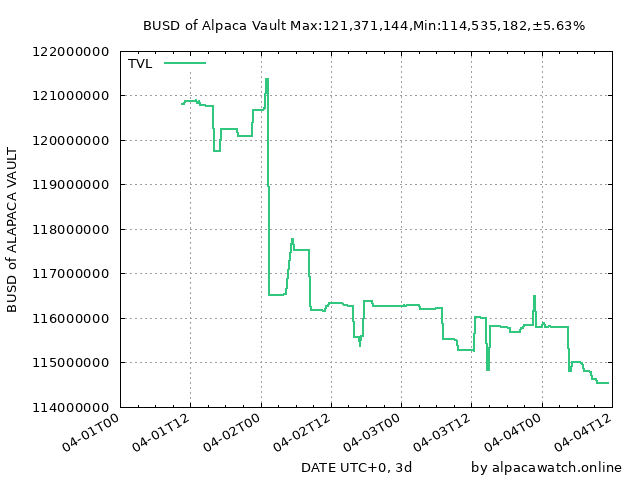 BUSD of Alpaca Vault Max:121,371,144,Min:114,535,182,±5.63%
TVL
122000000
121000000
120000000
119000000
118000000
117000000
116000000
115000000
114000000
BUSD of ALAPACA VAULT
04-01T00
04-01T12
04-02T00
04-02T12
04-03T00
04-03T12
04-04T00
04-04T12
DATE UTC+0, 3d
by alpacawatch.online